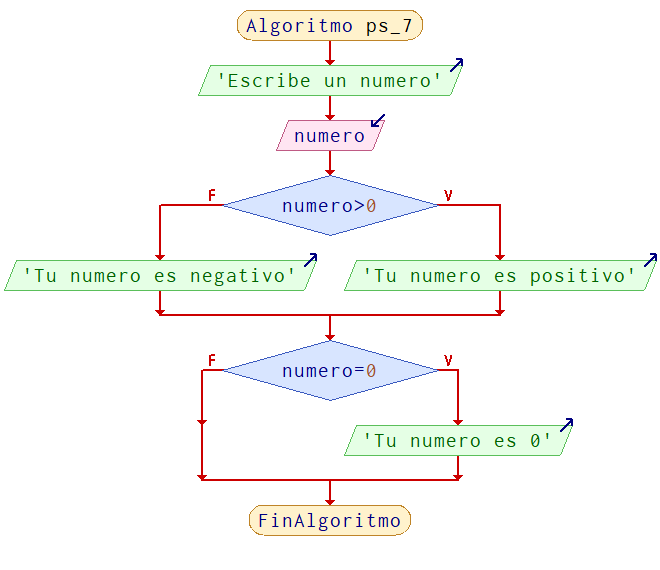 Algoritmo ps_7
'Escribe un numero'
numero
F
V
numero>0
'Tu numero es negativo'
'Tu numero es positivo'
F
V
numero=0
'Tu numero es 0'
FinAlgoritmo